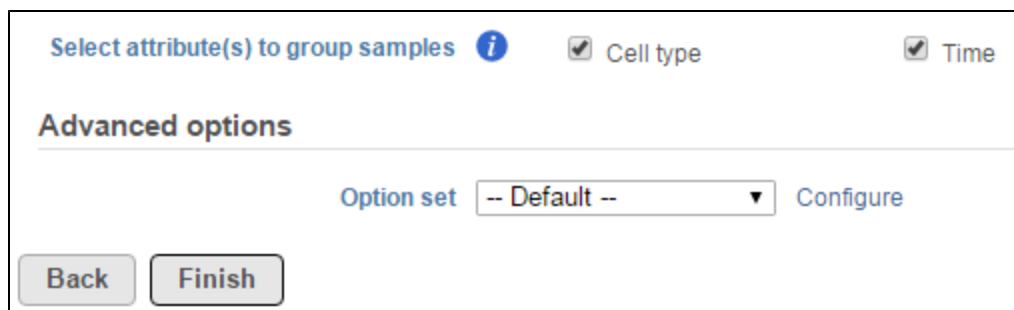 Select attribute(s) to group samples i Cell type Time
Advanced options
Option set -- Default -- Configure
Back Finish